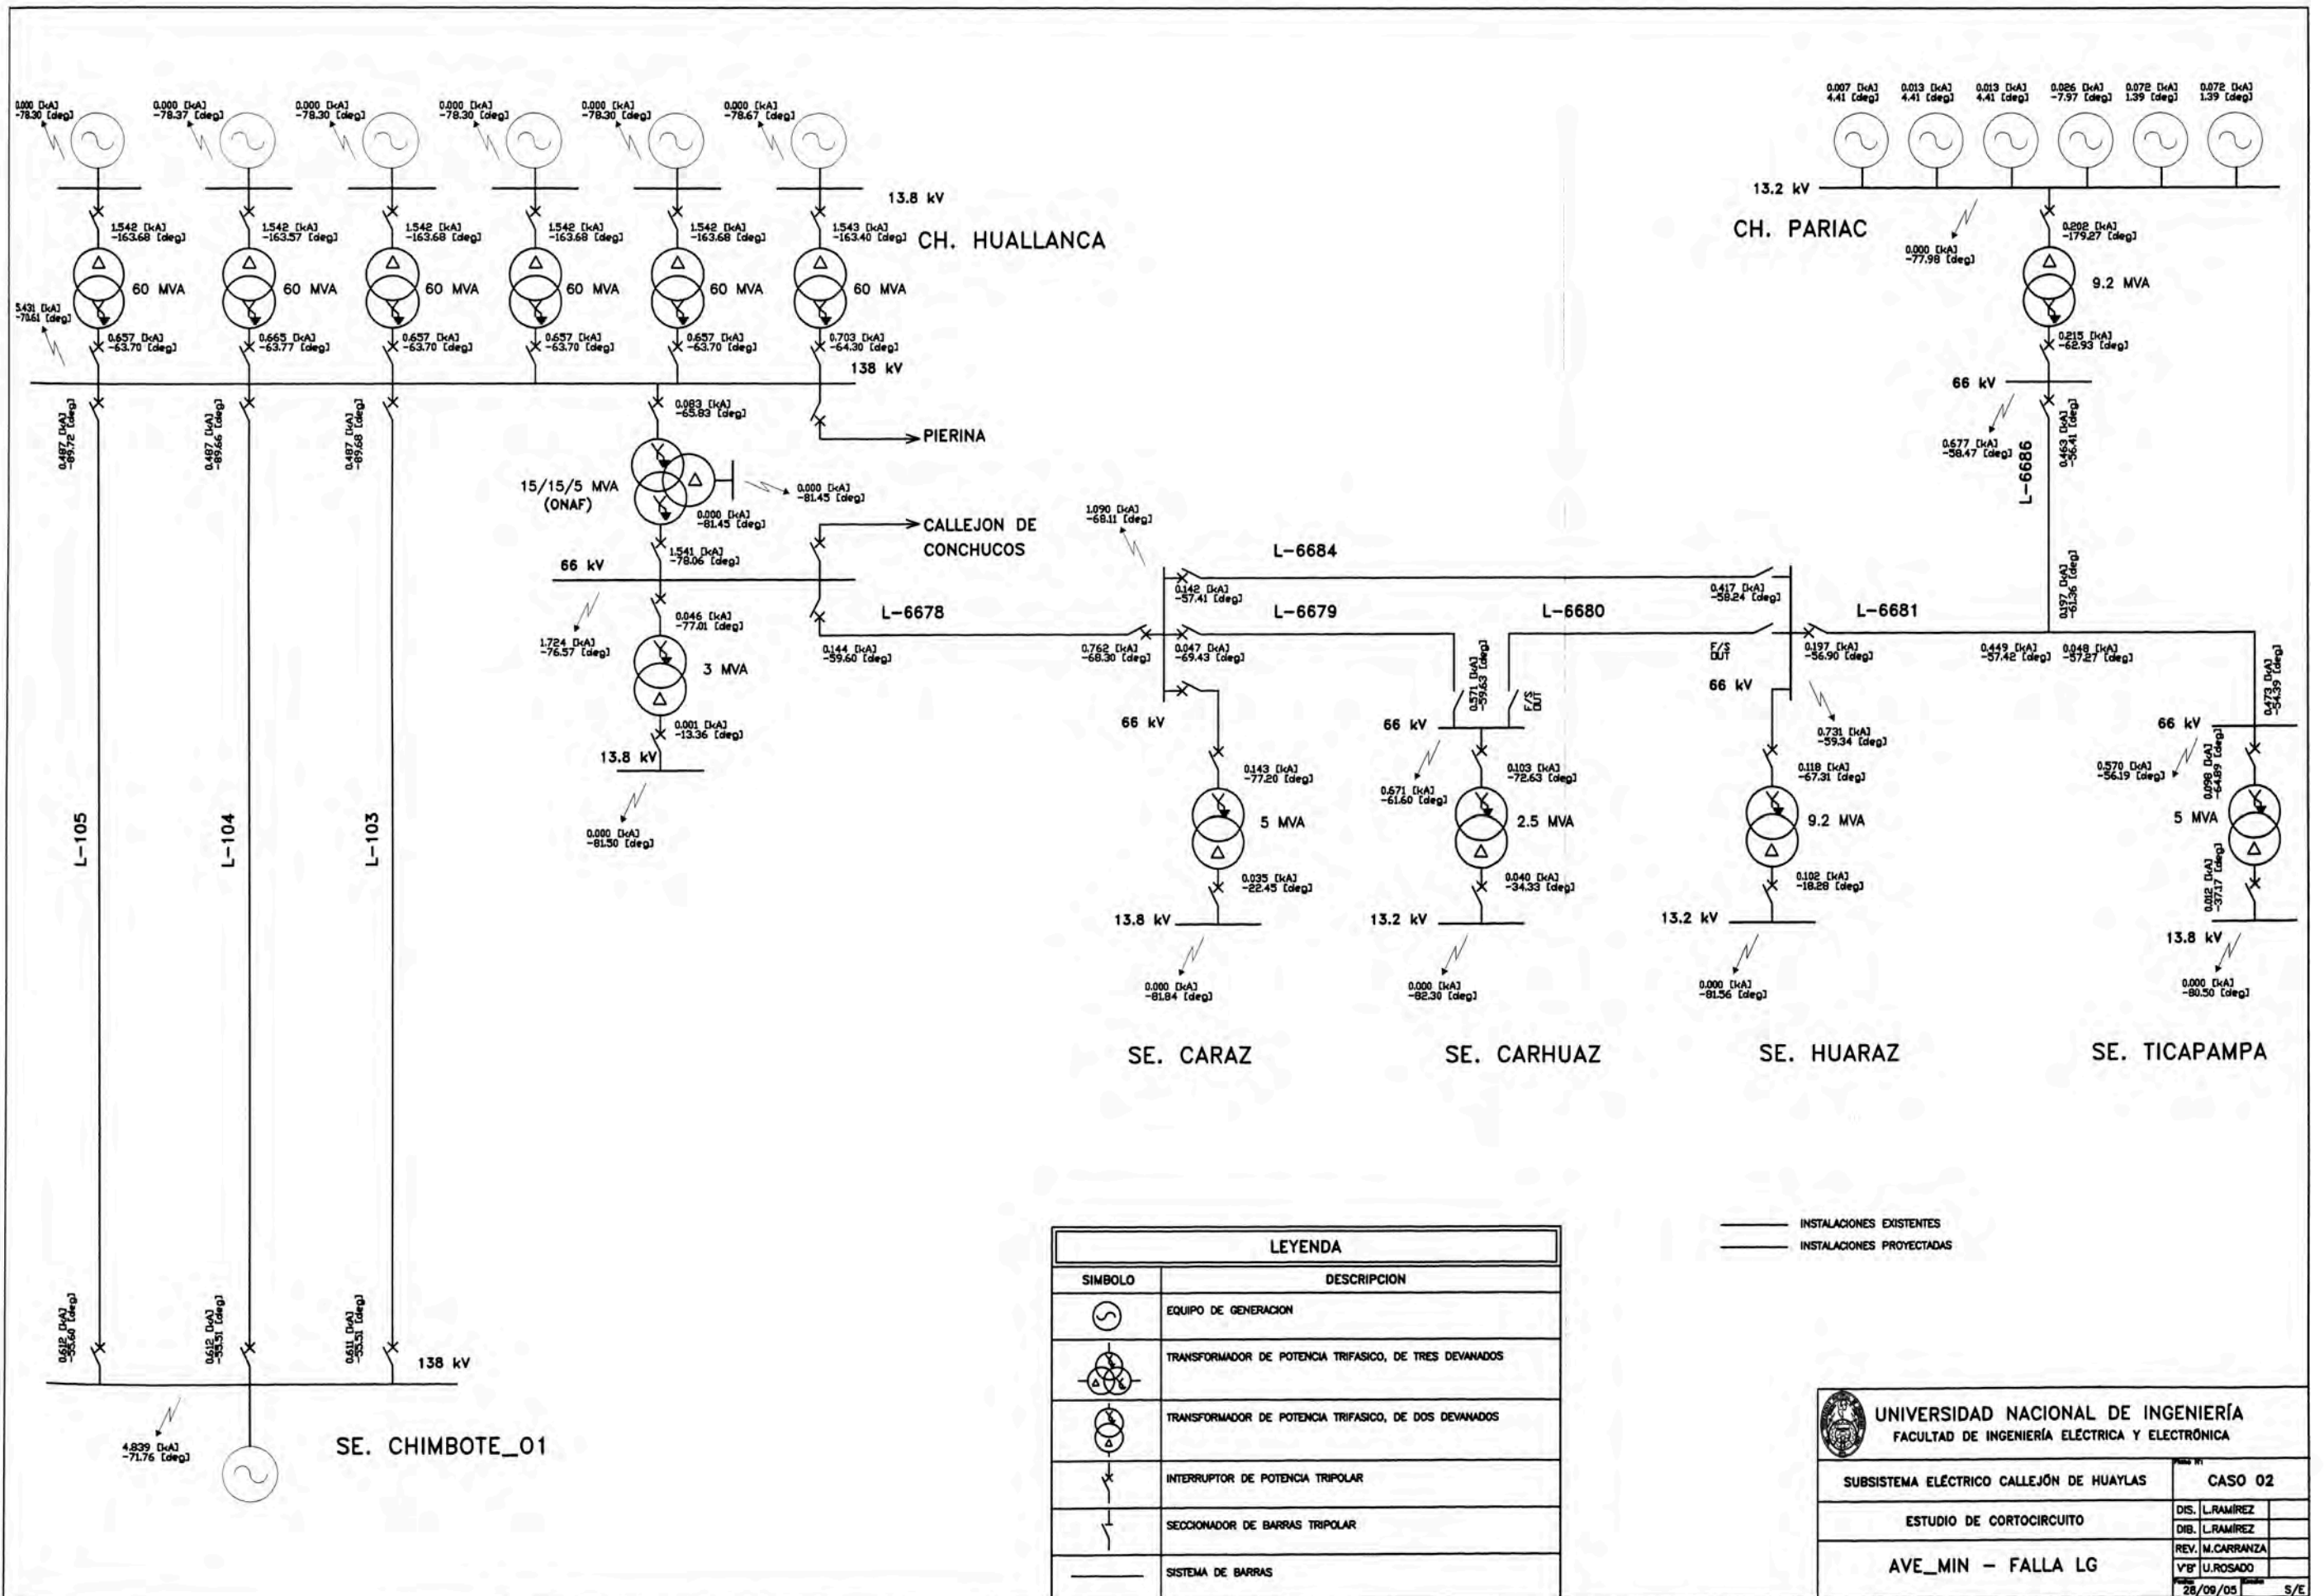 0.000 [kA]
-78.30 [deg]
0.000 [kA]
-78.37 [deg]
0.000 [kA]
-78.30 [deg]
0.000 [kA]
-78.30 [deg]
0.000 [kA]
-78.30 [deg]
0.000 [kA]
-78.67 [deg]
13.8 kV
CH. HUALLANCA
1.542 [kA]
-163.68 [deg]
1.542 [kA]
-163.57 [deg]
1.542 [kA]
-163.68 [deg]
1.542 [kA]
-163.68 [deg]
1.542 [kA]
-163.68 [deg]
1.543 [kA]
-163.40 [deg]
60 MVA
60 MVA
60 MVA
60 MVA
60 MVA
60 MVA
5.431 [kA]
0.657 [kA]
-63.70 [deg]
0.665 [kA]
-63.77 [deg]
0.657 [kA]
-63.70 [deg]
0.657 [kA]
-63.70 [deg]
0.657 [kA]
-63.70 [deg]
0.703 [kA]
-64.30 [deg]
138 kV
0.487 [kA]
-89.72 [deg]
0.487 [kA]
-89.66 [deg]
0.487 [kA]
-89.68 [deg]
0.083 [kA]
-65.83 [deg]
PIERINA
15/15/5 MVA
(ONAF)
0.000 [kA]
-81.45 [deg]
0.000 [kA]
-81.45 [deg]
1.541 [kA]
-78.06 [deg]
CALLEJON DE
CONCHUCOS
66 kV
0.046 [kA]
-77.01 [deg]
1.724 [kA]
-76.57 [deg]
3 MVA
0.001 [kA]
-13.36 [deg]
13.8 kV
0.000 [kA]
-81.50 [deg]
L-6678
0.144 [kA]
-59.60 [deg]
0.762 [kA]
-68.30 [deg]
1.090 [kA]
-68.11 [deg]
L-6684
0.142 [kA]
-57.41 [deg]
0.417 [kA]
-58.24 [deg]
L-6679
0.047 [kA]
-69.43 [deg]
L-6680
0.571 [kA]
-59.63 [deg]
F/S
OUT
F/S
OUT
L-6681
0.197 [kA]
-56.90 [deg]
0.449 [kA]
-57.42 [deg]
0.048 [kA]
-57.27 [deg]
66 kV
66 kV
66 kV
66 kV
0.007 [kA]
4.41 [deg]
0.013 [kA]
4.41 [deg]
0.013 [kA]
4.41 [deg]
0.026 [kA]
-7.97 [deg]
0.072 [kA]
1.39 [deg]
0.072 [kA]
1.39 [deg]
13.2 kV
CH. PARIAC
0.000 [kA]
-77.98 [deg]
0.202 [kA]
-179.27 [deg]
9.2 MVA
0.215 [kA]
-62.93 [deg]
66 kV
0.677 [kA]
-58.47 [deg]
0.463 [kA]
-56.41 [deg]
L-6686
0.197 [kA]
-61.36 [deg]
0.473 [kA]
-54.39 [deg]
0.143 [kA]
-77.20 [deg]
5 MVA
0.035 [kA]
-22.45 [deg]
13.8 kV
0.000 [kA]
-81.84 [deg]
SE. CARAZ
0.671 [kA]
-61.60 [deg]
0.103 [kA]
-72.63 [deg]
2.5 MVA
0.040 [kA]
-34.33 [deg]
13.2 kV
0.000 [kA]
-82.30 [deg]
SE. CARHUAZ
0.731 [kA]
-59.34 [deg]
0.118 [kA]
-67.31 [deg]
9.2 MVA
0.102 [kA]
-18.28 [deg]
13.2 kV
0.000 [kA]
-81.56 [deg]
SE. HUARAZ
0.570 [kA]
-56.19 [deg]
0.098 [kA]
-64.89 [deg]
5 MVA
0.012 [kA]
-37.17 [deg]
13.8 kV
0.000 [kA]
-80.50 [deg]
SE. TICAPAMPA
L-105
L-104
L-103
0.612 [kA]
-55.60 [deg]
0.612 [kA]
-55.51 [deg]
0.611 [kA]
-55.51 [deg]
138 kV
4.839 [kA]
-71.76 [deg]
SE. CHIMBOTE_01
INSTALACIONES EXISTENTES
INSTALACIONES PROYECTADAS
LEYENDA
SIMBOLO DESCRIPCION
EQUIPO DE GENERACION
TRANSFORMADOR DE POTENCIA TRIFASICO, DE TRES DEVANADOS
TRANSFORMADOR DE POTENCIA TRIFASICO, DE DOS DEVANADOS
INTERRUPTOR DE POTENCIA TRIPOLAR
SECCIONADOR DE BARRAS TRIPOLAR
SISTEMA DE BARRAS
UNIVERSIDAD NACIONAL DE INGENIERÍA
FACULTAD DE INGENIERÍA ELÉCTRICA Y ELECTRÓNICA
SUBSISTEMA ELÉCTRICO CALLEJÓN DE HUAYLAS
CASO 02
ESTUDIO DE CORTOCIRCUITO
DIS. L.RAMÍREZ
DIB. L.RAMÍREZ
REV. M.CARRANZA
AVE_MIN - FALLA LG
V°B° U.ROSADO
28/09/05 S/E